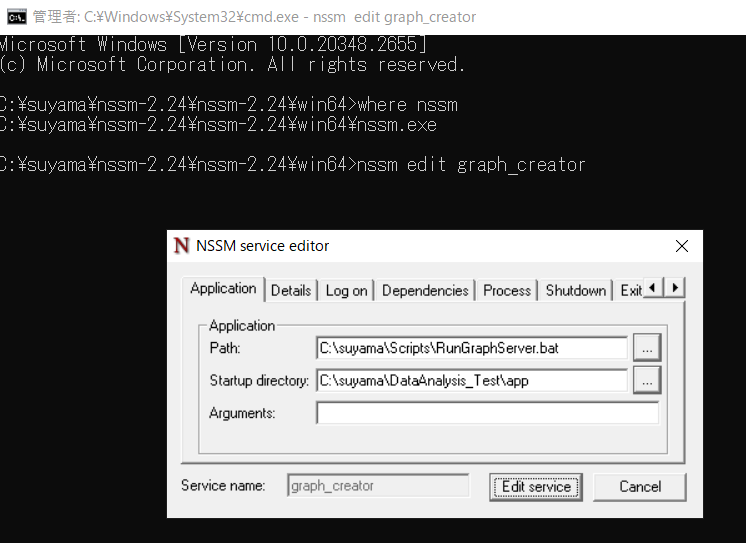 管理者: C:¥Windows¥System32¥cmd.exe - nssm  edit graph_creator
Microsoft Windows [Version 10.0.20348.2655]
(c) Microsoft Corporation. All rights reserved.
C:¥suyama¥nssm-2.24¥nssm-2.24¥win64>where nssm
C:¥suyama¥nssm-2.24¥nssm-2.24¥win64¥nssm.exe
C:¥suyama¥nssm-2.24¥nssm-2.24¥win64>nssm edit graph_creator
NSSM service editor
Application Details Log on Dependencies Process Shutdown Exit
Application
Path: C:\suyama\Scripts\RunGraphServer.bat ...
Startup directory: C:\suyama\DataAnalysis_Test\app ...
Arguments:
Service name: graph_creator Edit service Cancel